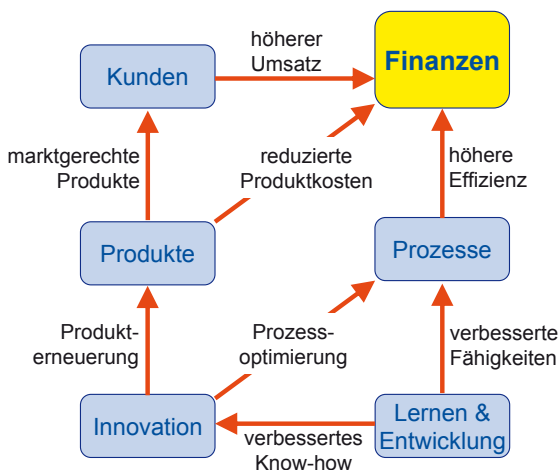 höherer
Umsatz
Kunden
Finanzen
marktgerechte
Produkte
reduzierte
Produktkosten
höhere
Effizienz
Produkte
Prozesse
Produkt-
erneuerung
Prozess-
optimierung
verbesserte
Fähigkeiten
Innovation
verbessertes
Know-how
Lernen &
Entwicklung